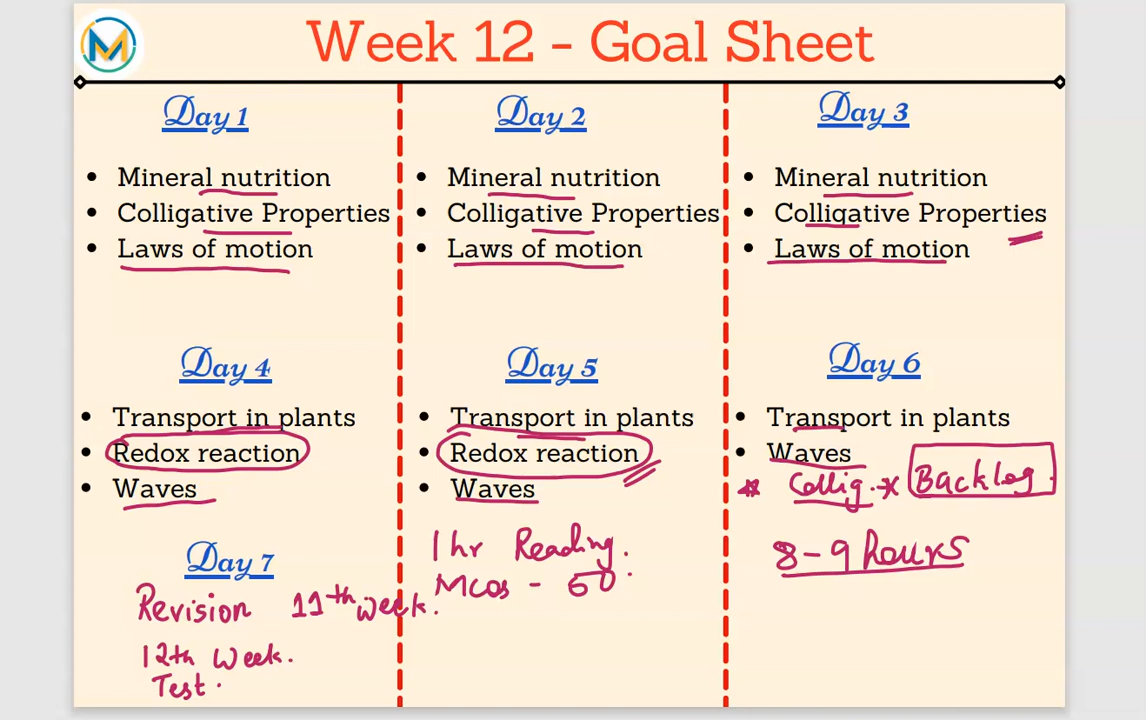 Week 12 - Goal Sheet
Day 1
• Mineral nutrition
• Colligative Properties
• Laws of motion
Day 2
• Mineral nutrition
• Colligative Properties
• Laws of motion
Day 3
• Mineral nutrition
• Colligative Properties
• Laws of motion
Day 4
• Transport in plants
• Redox reaction
• Waves
Day 5
• Transport in plants
• Redox reaction
• Waves
1 hr Reading.
MCQs - 50.
Day 6
• Transport in plants
• Waves
* Collig. * Backlog.
8-9 hours
Day 7
Revision 11th week.
12th Week.
Test.